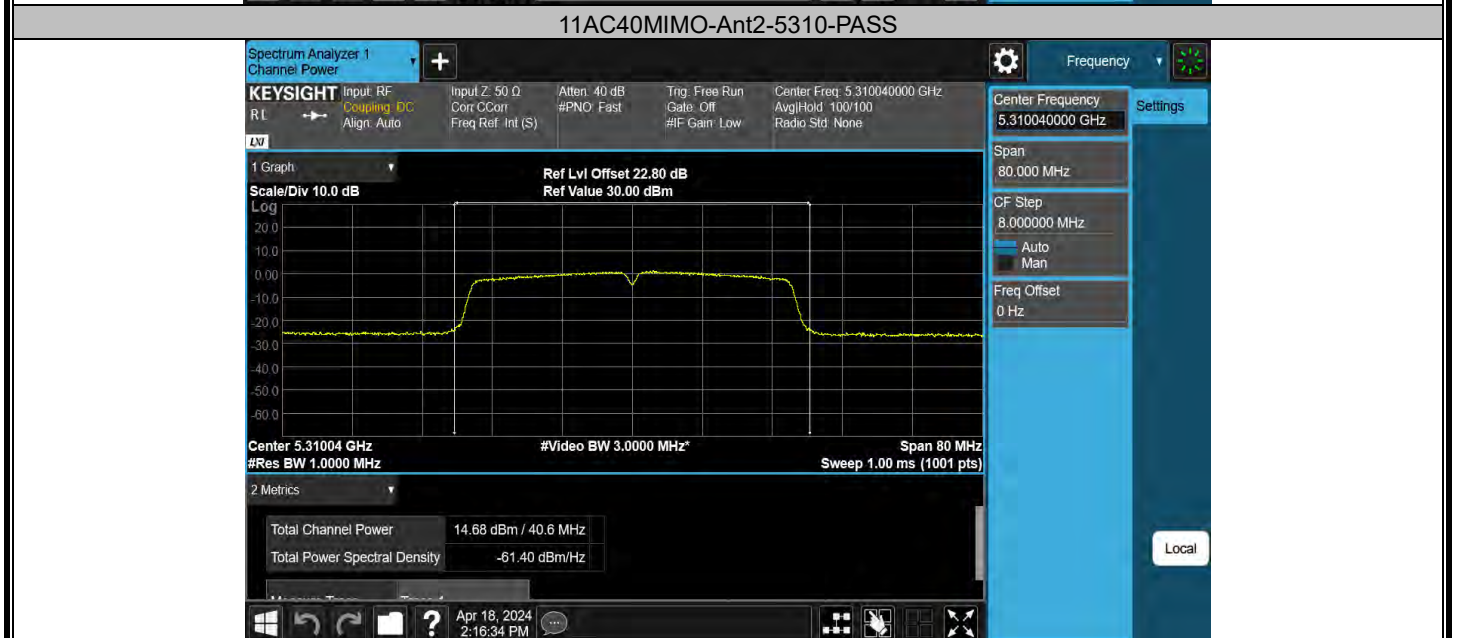 11AC40MIMO-Ant2-5310-PASS
Spectrum Analyzer 1
Channel Power
+
Frequency
KEYSIGHT
RL
LXI
Input: RF
Coupling: DC
Align: Auto
Input Z: 50 Ω
Corr CCorr
Freq Ref: Int (S)
Atten: 40 dB
#PNO: Fast
Trig: Free Run
Gate: Off
#IF Gain: Low
Center Freq: 5.310040000 GHz
Avg|Hold: 100/100
Radio Std: None
Center Frequency
5.310040000 GHz
Settings
Span
80.000 MHz
CF Step
8.000000 MHz
Auto
Man
Freq Offset
0 Hz
1 Graph
Scale/Div 10.0 dB
Ref Lvl Offset 22.80 dB
Ref Value 30.00 dBm
Log
20.0
10.0
0.00
-10.0
-20.0
-30.0
-40.0
-50.0
-60.0
Center 5.31004 GHz
#Res BW 1.0000 MHz
#Video BW 3.0000 MHz*
Span 80 MHz
Sweep 1.00 ms (1001 pts)
2 Metrics
Total Channel Power 14.68 dBm / 40.6 MHz
Total Power Spectral Density -61.40 dBm/Hz
Local
?
Apr 18, 2024
2:16:34 PM